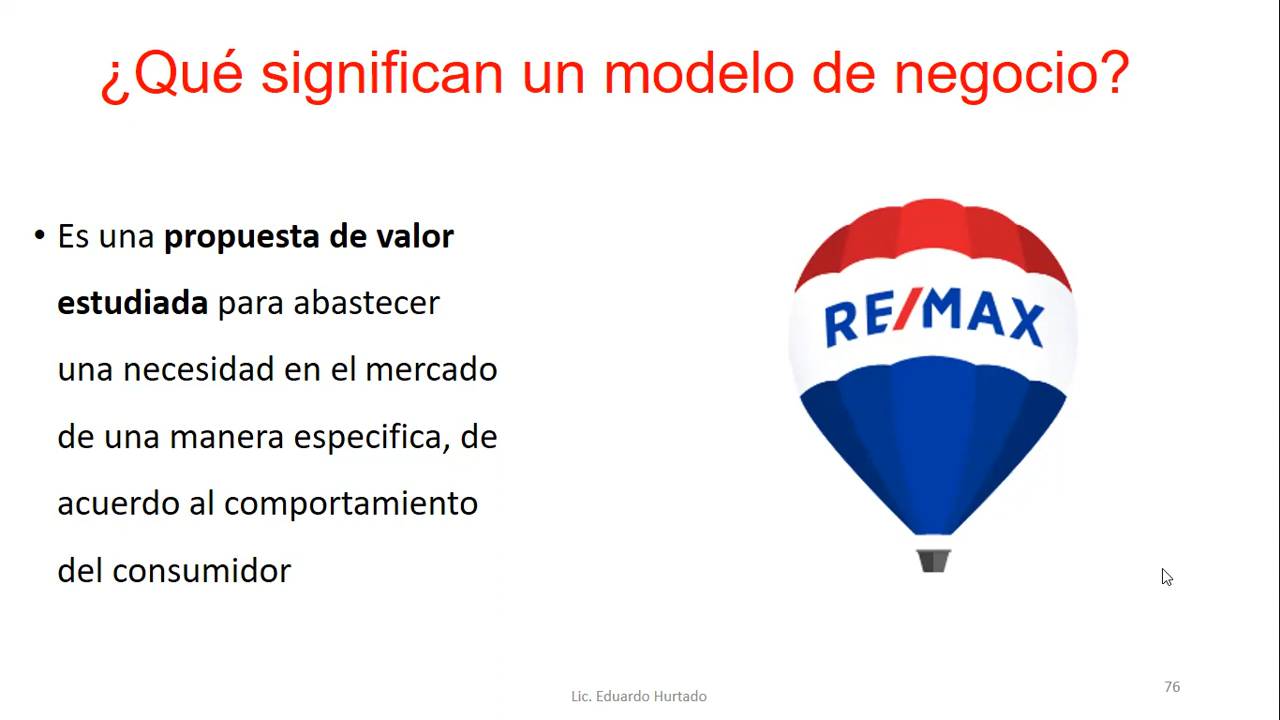 ¿Qué significan un modelo de negocio?
• Es una propuesta de valor
estudiada para abastecer
una necesidad en el mercado
de una manera especifica, de
acuerdo al comportamiento
del consumidor
RE/MAX
Lic. Eduardo Hurtado
76